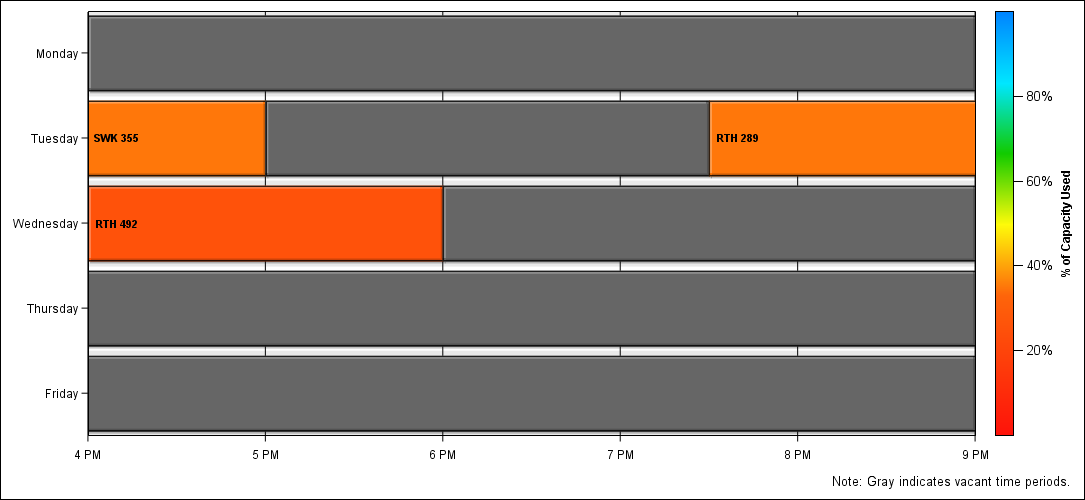 Monday
Tuesday
SWK 355
RTH 289
Wednesday
RTH 492
Thursday
Friday
4 PM 5 PM 6 PM 7 PM 8 PM 9 PM
80%
60%
40%
20%
% of Capacity Used
Note: Gray indicates vacant time periods.